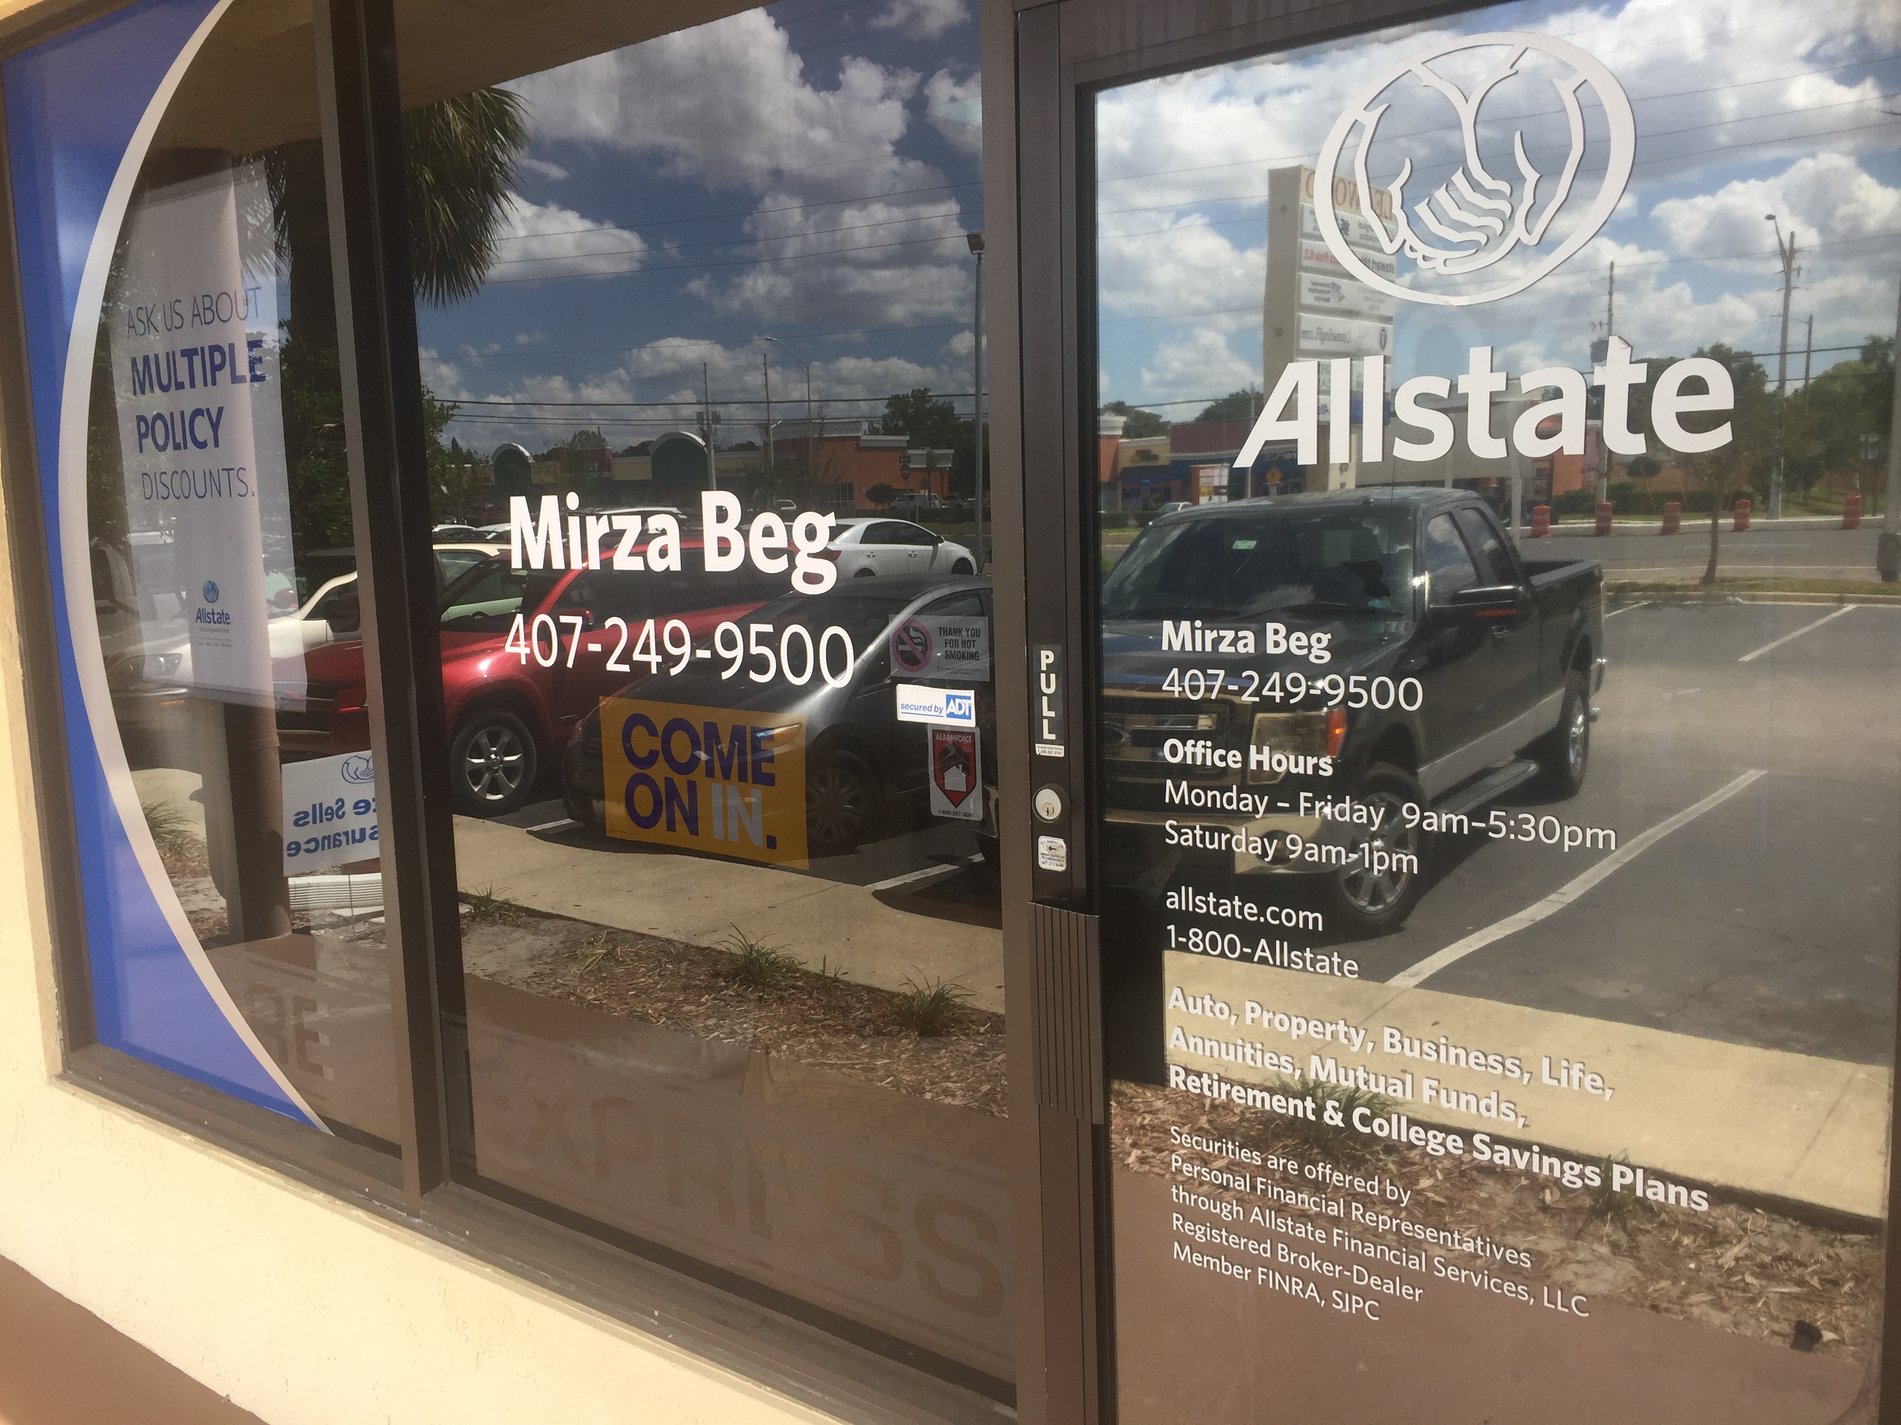 ASK US ABOUT
MULTIPLE
POLICY
DISCOUNTS.
Allstate
Mirza Beg
407-249-9500
COME
ON IN.
THANK YOU
FOR NOT
SMOKING
secured by ADT
ALARMFORCE
PULL
Allstate
Mirza Beg
407-249-9500
Office Hours
Monday – Friday 9am–5:30pm
Saturday 9am-1pm
allstate.com
1-800-Allstate
Auto, Property, Business, Life,
Annuities, Mutual Funds,
Retirement & College Savings Plans
Securities are offered by
Personal Financial Representatives
through Allstate Financial Services, LLC
Registered Broker-Dealer
Member FINRA, SIPC